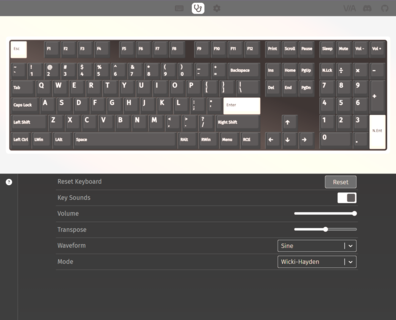 VIA
Esc F1 F2 F3 F4 F5 F6 F7 F8 F9 F10 F11 F12 Print Scroll Pause Sleep Mute Vol - Vol +
! @ # $ % ^ & * ( ) _ +
1 2 3 4 5 6 7 8 9 0 - = Backspace Ins Home PgUp N.Lck ÷ × -
Tab Q W E R T Y U I O P { } | Del End PgDn 7 8 9 +
Caps Lock A S D F G H J K L Enter 4 5 6
Left Shift Z X C V B N M < > ? Right Shift ↑ 1 2 3 N.Ent
Left Ctrl LWin LAlt Space RAlt RWin Menu RCtl ← ↓ → 0 .
Reset Keyboard Reset
Key Sounds
Volume
Transpose
Waveform Sine
Mode Wicki-Hayden